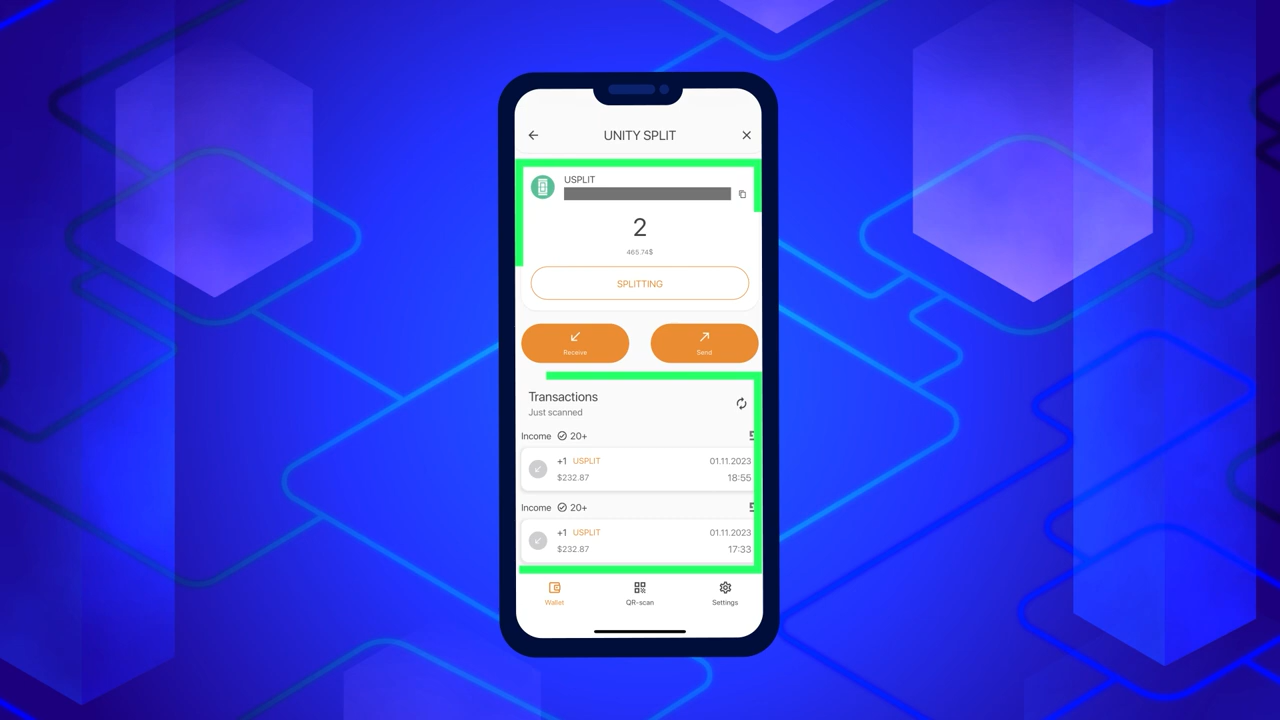 UNITY SPLIT
USPLIT
2
465.74$
SPLITTING
Receive
Send
Transactions
Just scanned
Income 20+
+1 USPLIT 01.11.2023
$232.87 18:55
Income 20+
+1 USPLIT 01.11.2023
$232.87 17:33
Wallet QR-scan Settings